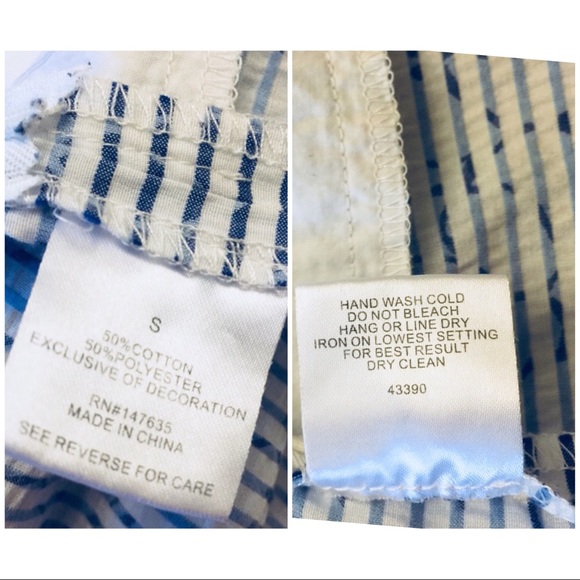 S
50%COTTON
50%POLYESTER
EXCLUSIVE OF DECORATION
RN#147635
MADE IN CHINA
SEE REVERSE FOR CARE
HAND WASH COLD
DO NOT BLEACH
HANG OR LINE DRY
IRON ON LOWEST SETTING
FOR BEST RESULT
DRY CLEAN
43390